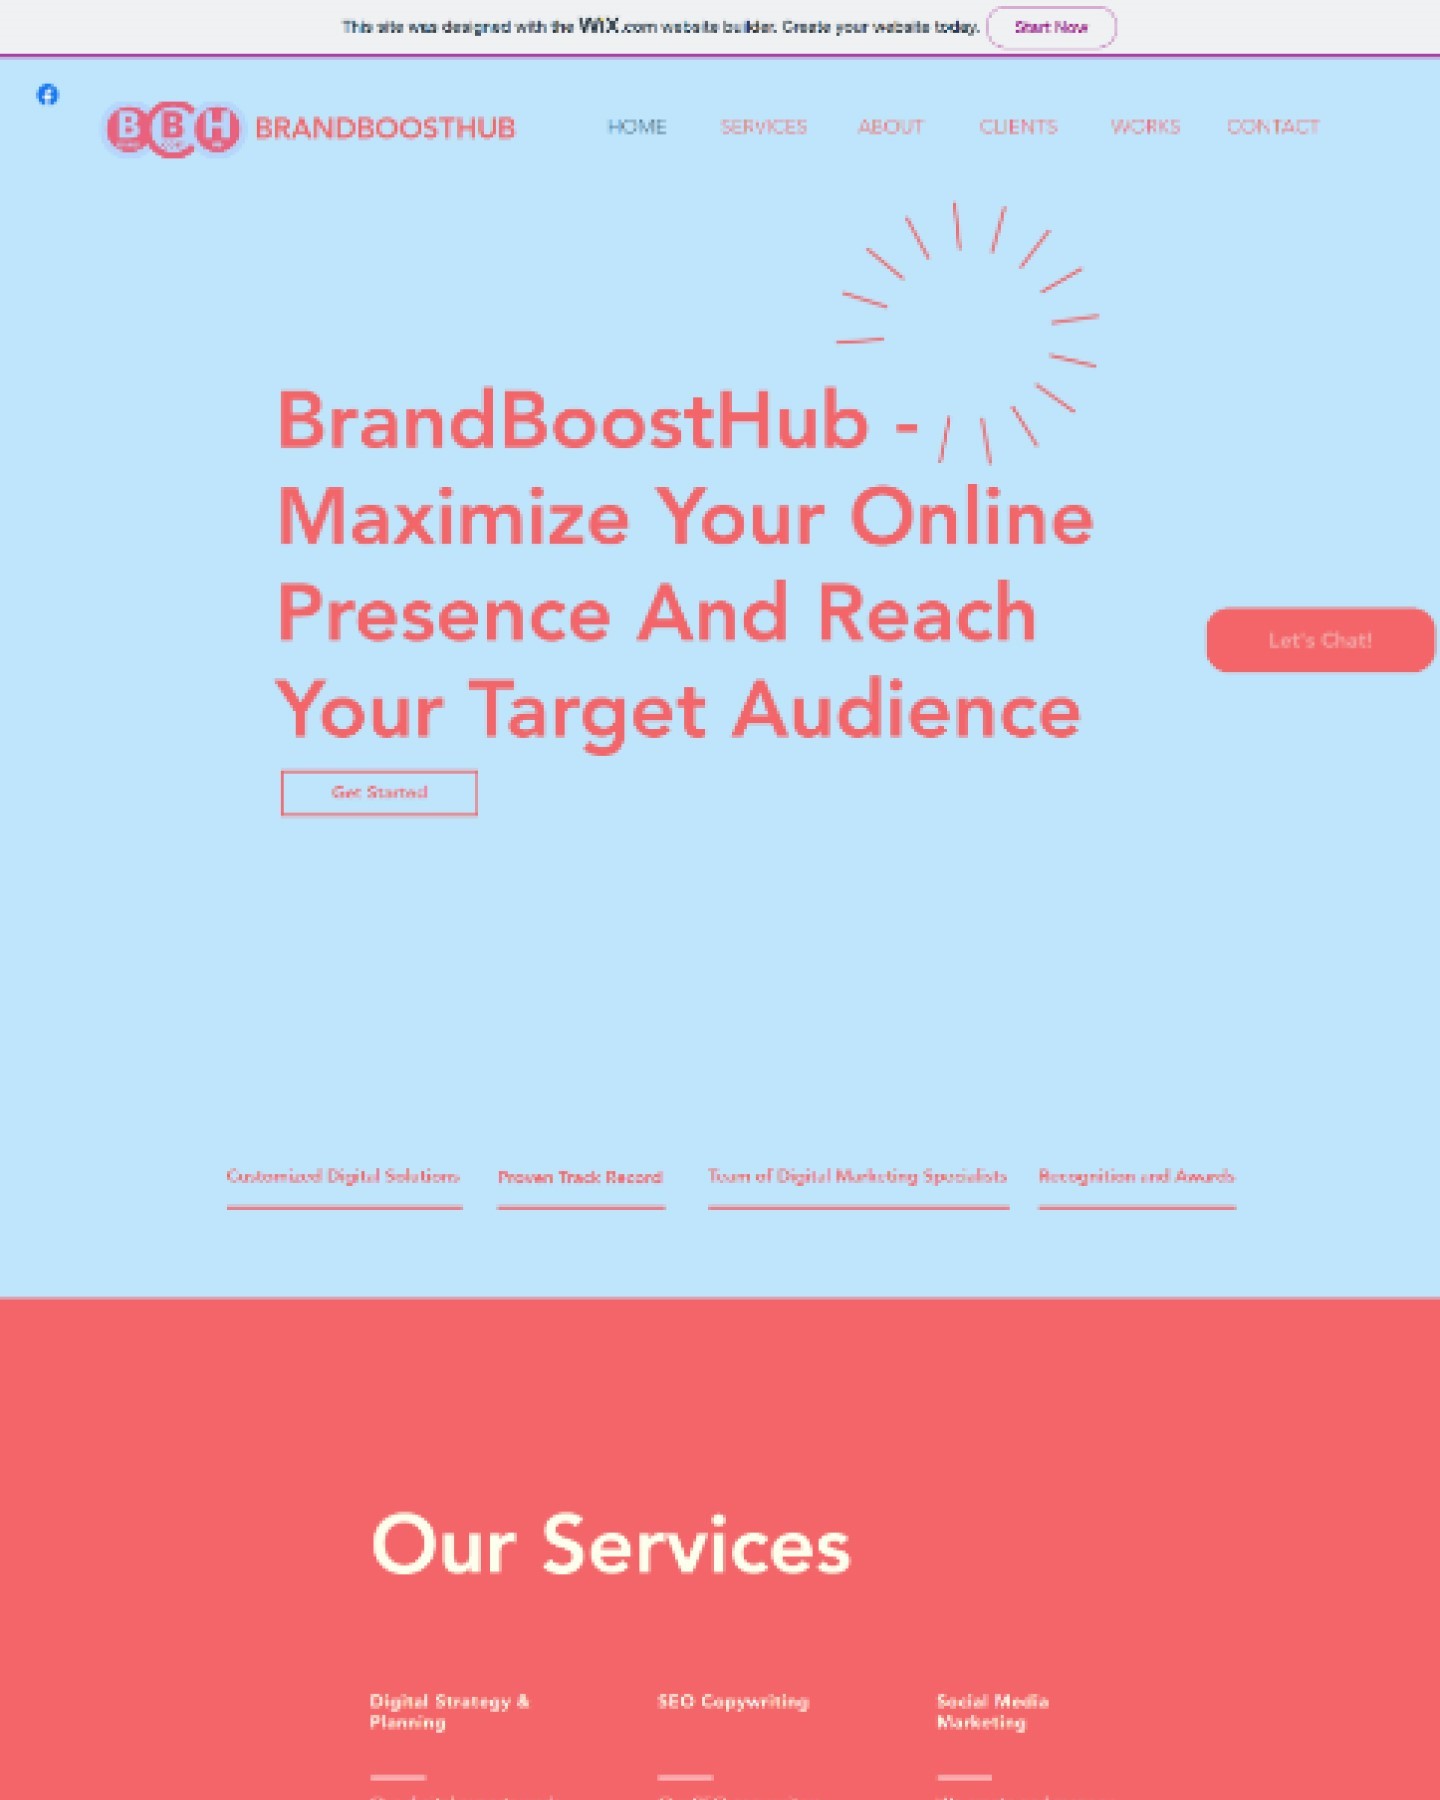 This site was designed with the WiX.com website builder. Create your website today. Start Now
B B H BRANDBOOSTHUB HOME SERVICES ABOUT CLIENTS WORKS CONTACT
BrandBoostHub -
Maximize Your Online
Presence And Reach
Your Target Audience
Let's Chat!
Get Started
Customized Digital Solutions Proven Track Record Team of Digital Marketing Specialists Recognition and Awards
Our Services
Digital Strategy &
Planning
SEO Copywriting
Social Media
Marketing